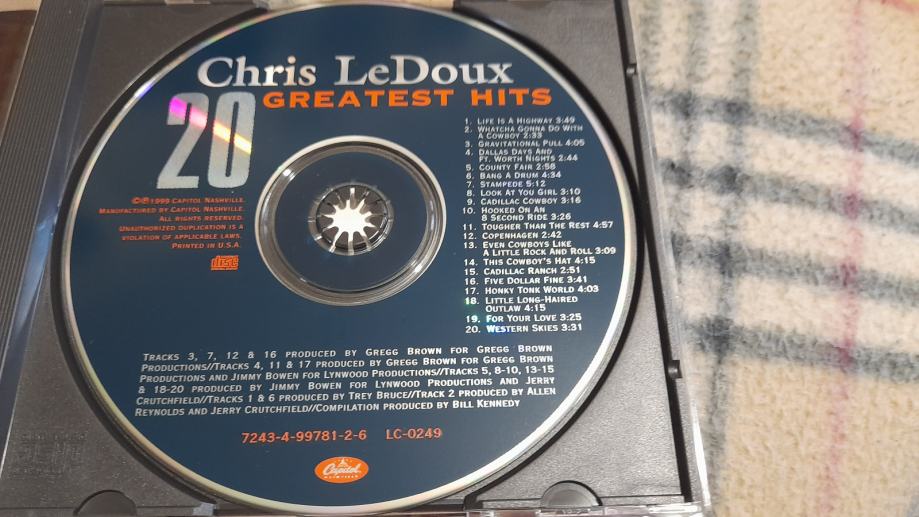 Chris LeDoux
20
GREATEST HITS
1. LIFE IS A HIGHWAY 3:49
2. WHATCHA GONNA DO WITH
A COWBOY 2:33
3. GRAVITATIONAL PULL 4:05
4. DALLAS DAYS AND
FT. WORTH NIGHTS 2:44
5. COUNTY FAIR 2:58
6. BANG A DRUM 4:34
7. STAMPEDE 5:12
8. LOOK AT YOU GIRL 3:10
9. CADILLAC COWBOY 3:16
10. HOOKED ON AN
8 SECOND RIDE 3:26
11. TOUGHER THAN THE REST 4:57
12. COPENHAGEN 2:42
13. EVEN COWBOYS LIKE
A LITTLE ROCK AND ROLL 3:09
14. THIS COWBOY'S HAT 4:15
15. CADILLAC RANCH 2:51
16. FIVE DOLLAR FINE 3:41
17. HONKY TONK WORLD 4:03
18. LITTLE LONG-HAIRED
OUTLAW 4:15
19. FOR YOUR LOVE 3:25
20. WESTERN SKIES 3:31
©℗1999 CAPITOL NASHVILLE.
MANUFACTURED BY CAPITOL NASHVILLE.
ALL RIGHTS RESERVED.
UNAUTHORIZED DUPLICATION IS A
VIOLATION OF APPLICABLE LAWS.
PRINTED IN U.S.A.
disc
TRACKS 3, 7, 12 & 16 PRODUCED BY GREGG BROWN FOR GREGG BROWN
PRODUCTIONS//TRACKS 4, 11 & 17 PRODUCED BY GREGG BROWN FOR GREGG BROWN
PRODUCTIONS AND JIMMY BOWEN FOR LYNWOOD PRODUCTIONS//TRACKS 5, 8-10, 13-15
& 18-20 PRODUCED BY JIMMY BOWEN FOR LYNWOOD PRODUCTIONS AND JERRY
CRUTCHFIELD//TRACKS 1 & 6 PRODUCED BY TREY BRUCE//TRACK 2 PRODUCED BY ALLEN
REYNOLDS AND JERRY CRUTCHFIELD//COMPILATION PRODUCED BY BILL KENNEDY
7243-4-99781-2-6 LC-0249
Capitol
NASHVILLE